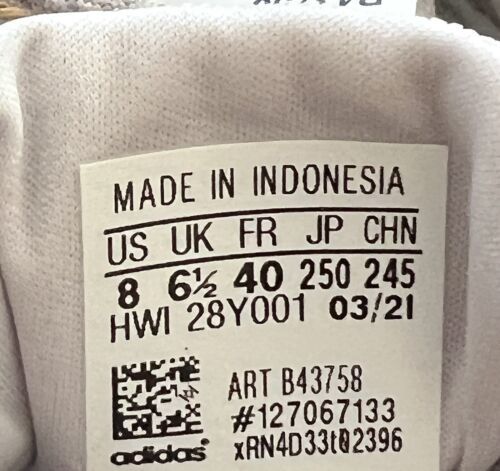 MADE IN INDONESIA
US UK FR JP CHN
8 6½ 40 250 245
HWI 28Y001 03/21
ART B43758
#127067133
adidas xRN4D33t02396